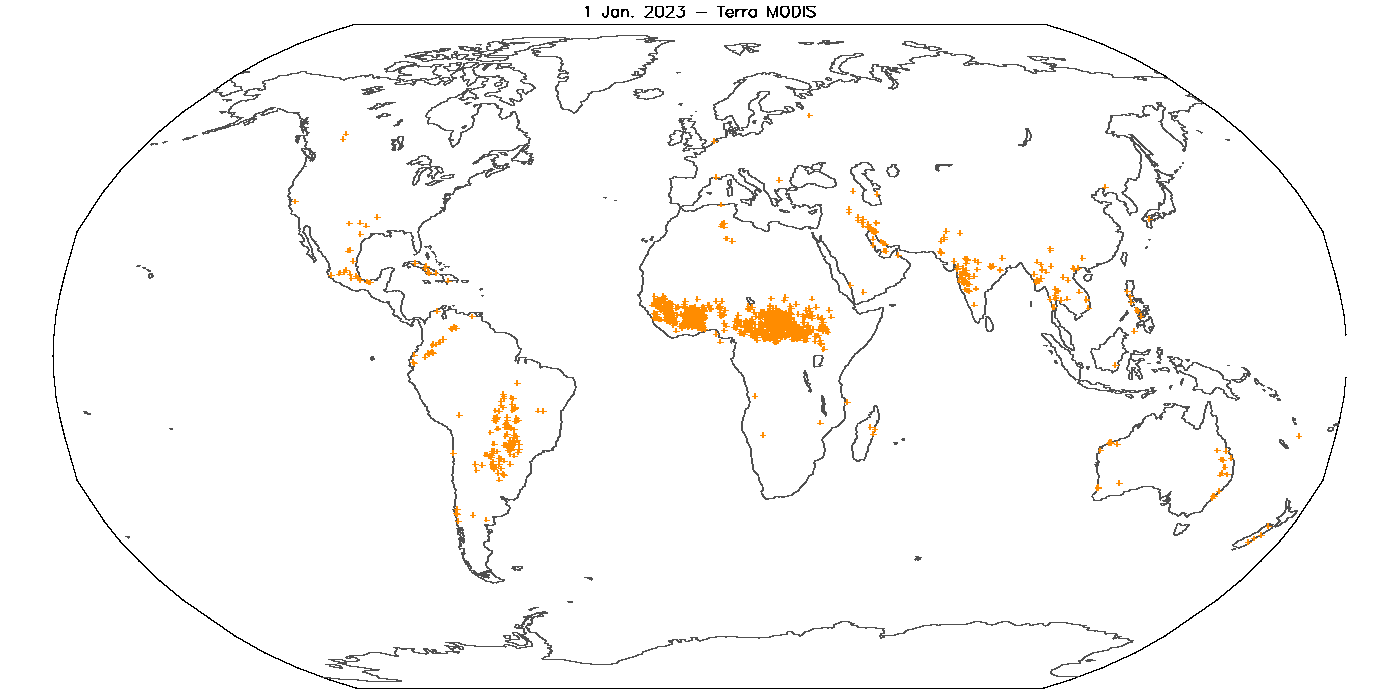 1 Jan. 2023 – Terra MODIS